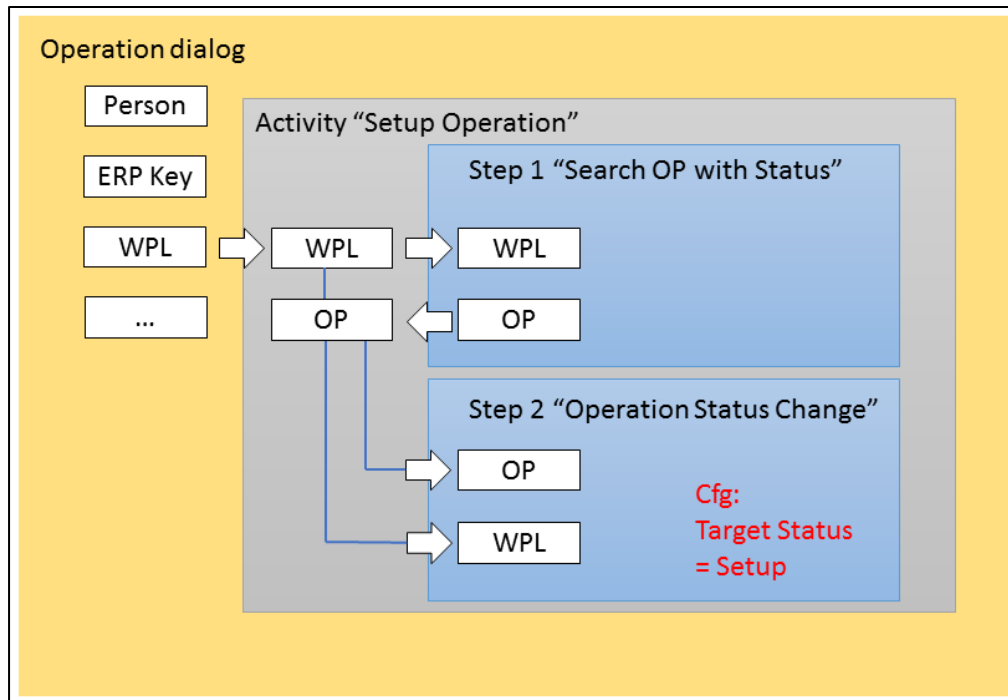 Operation dialog
Person
Activity “Setup Operation”
Step 1 “Search OP with Status”
ERP Key
WPL
WPL
WPL
...
OP
OP
Step 2 “Operation Status Change”
OP
WPL
Cfg:
Target Status
= Setup